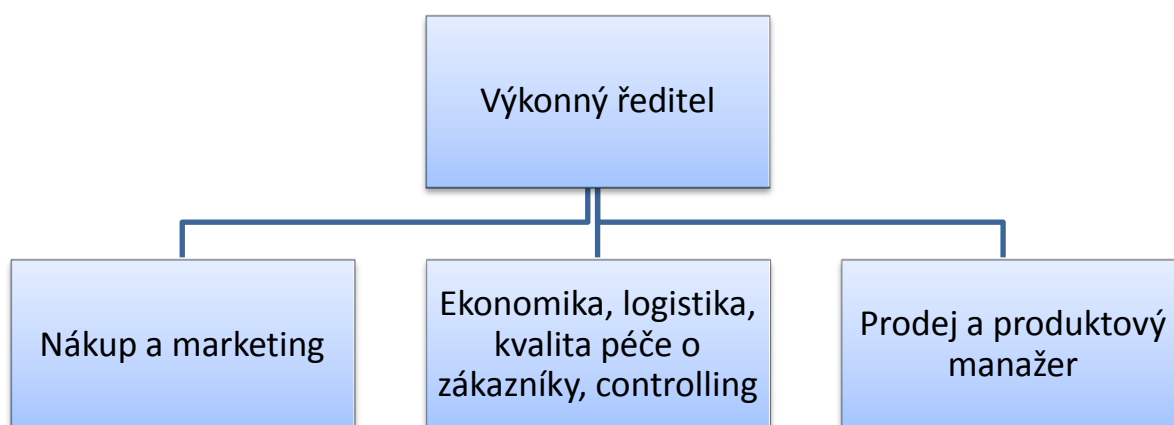 Výkonný ředitel
Nákup a marketing
Ekonomika, logistika,
kvalita péče o
zákazníky, controlling
Prodej a produktový
manažer